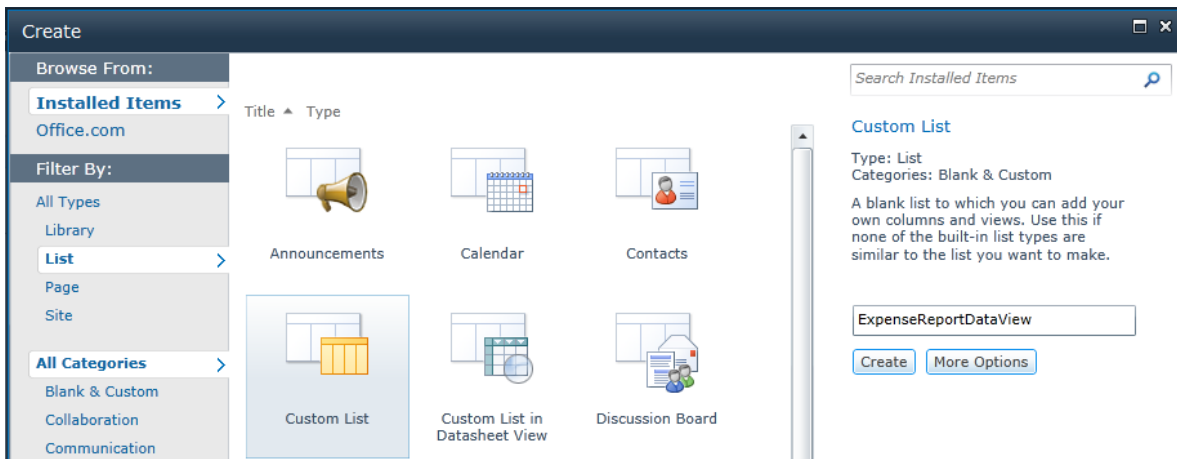 Create
Browse From:
Installed Items
Office.com
Filter By:
All Types
Library
List
Page
Site
All Categories
Blank & Custom
Collaboration
Communication
Title Type
Announcements
Calendar
Contacts
Custom List
Custom List in
Datasheet View
Discussion Board
Search Installed Items
Custom List
Type: List
Categories: Blank & Custom
A blank list to which you can add your
own columns and views. Use this if
none of the built-in list types are
similar to the list you want to make.
ExpenseReportDataView
Create
More Options